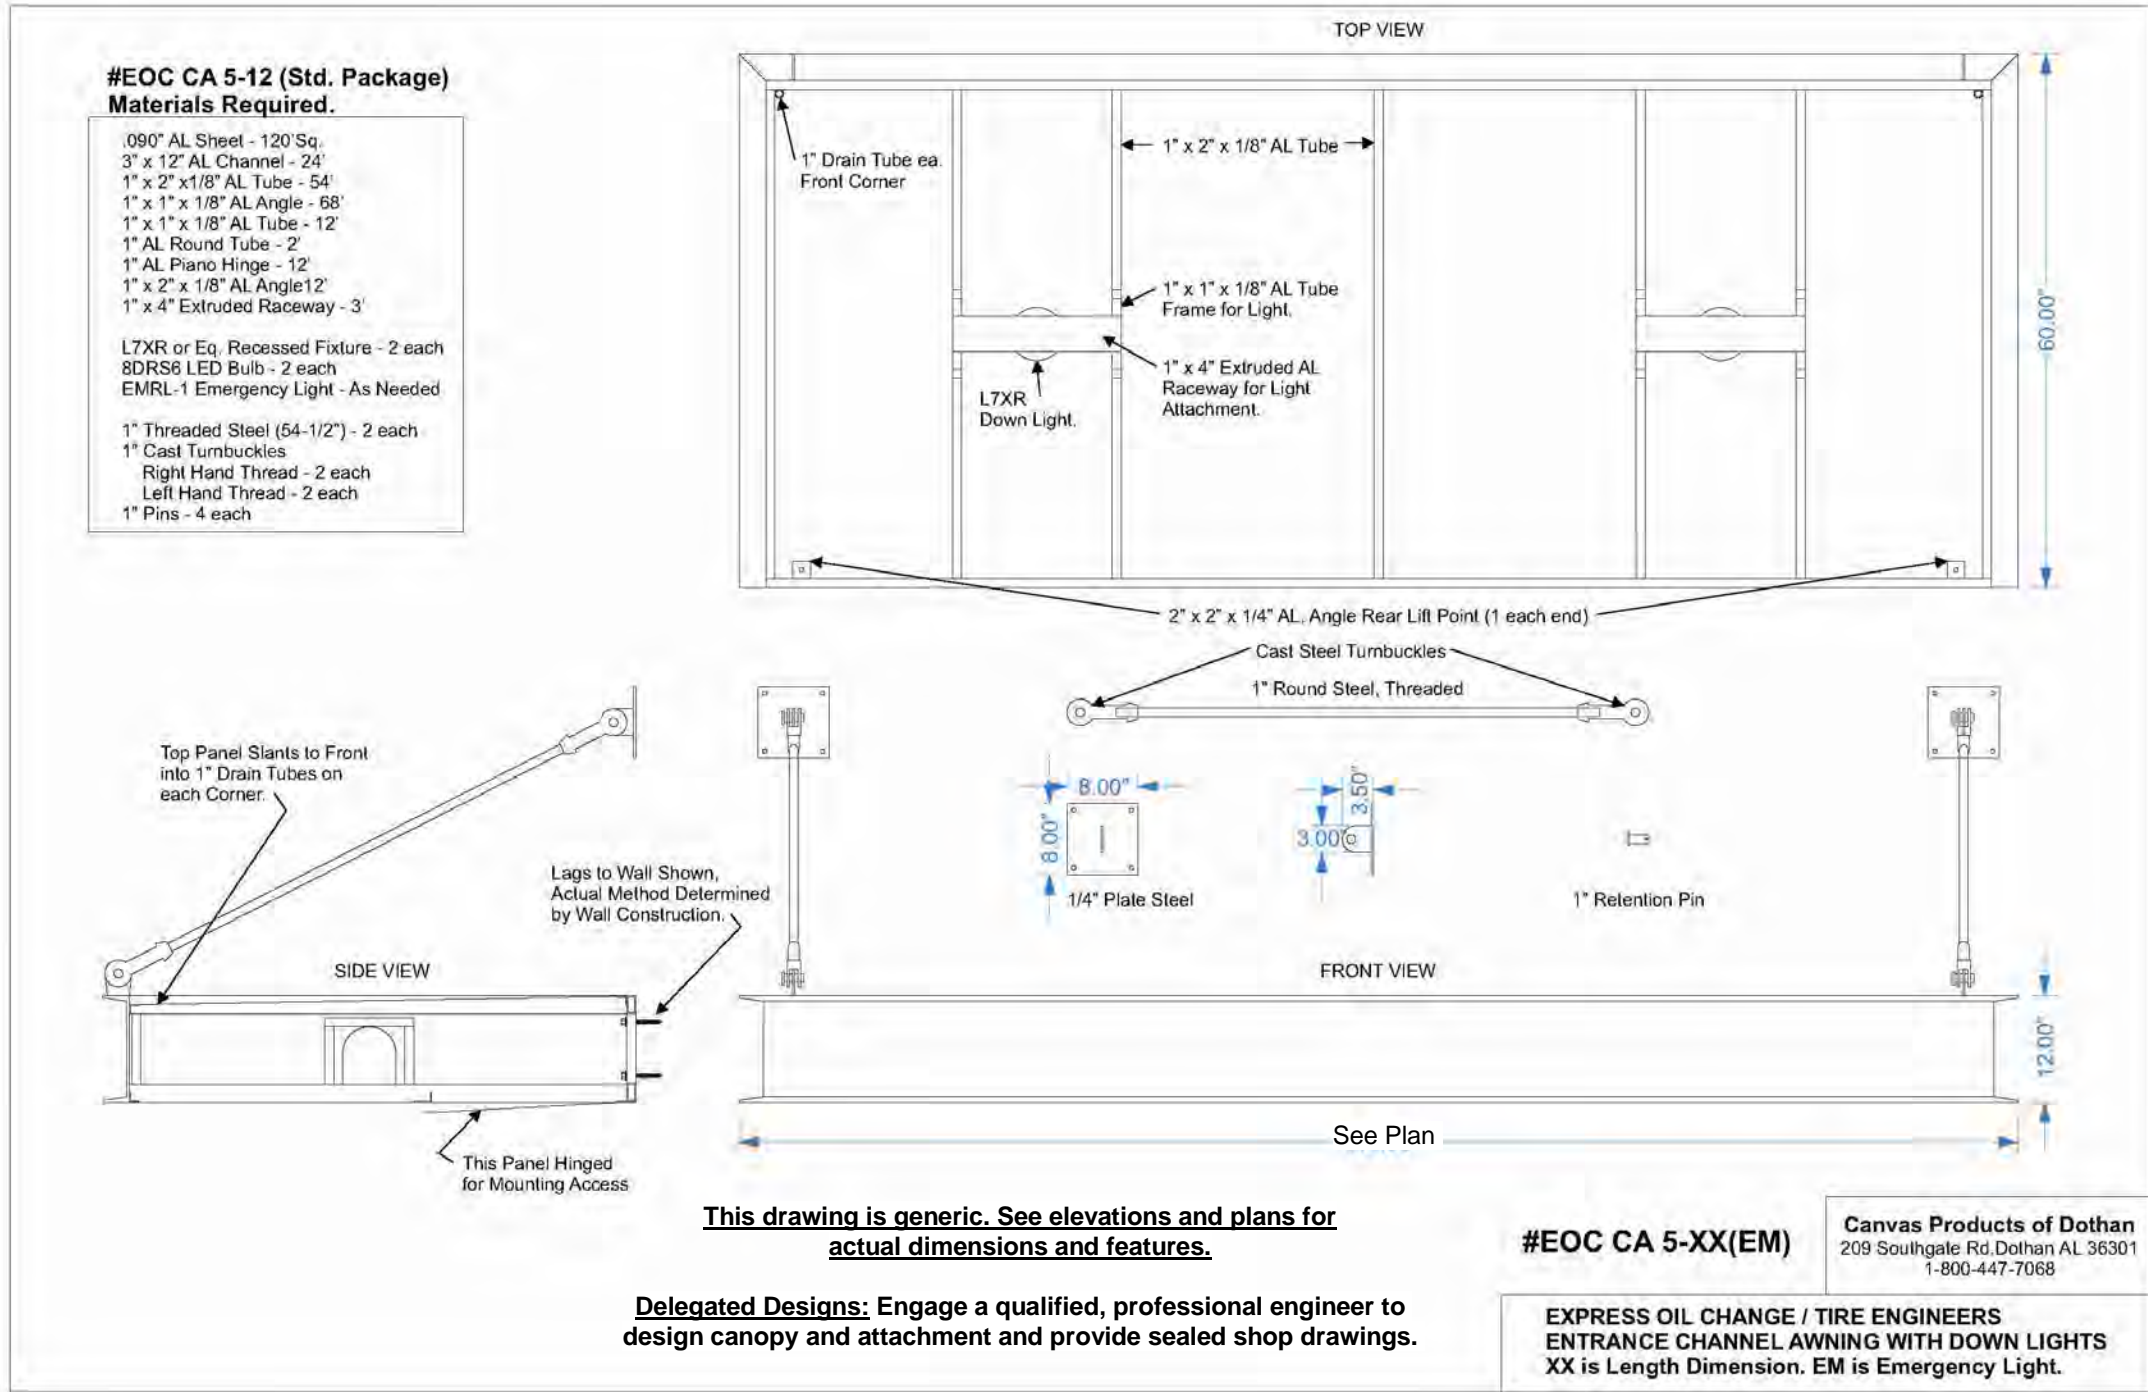 TOP VIEW
#EOC CA 5-12 (Std. Package)
Materials Required.
.090" AL Sheet - 120'Sq.
3" x 12" AL Channel - 24'
1" x 2" x1/8" AL Tube - 54'
1" x 1" x 1/8" AL Angle - 68'
1" x 1" x 1/8" AL Tube - 12'
1" AL Round Tube - 2'
1" AL Piano Hinge - 12'
1" x 2" x 1/8" AL Angle12'
1" x 4" Extruded Raceway - 3'
L7XR or Eq. Recessed Fixture - 2 each
8DRS6 LED Bulb - 2 each
EMRL-1 Emergency Light - As Needed
1" Threaded Steel (54-1/2") - 2 each
1" Cast Turnbuckles
Right Hand Thread - 2 each
Left Hand Thread - 2 each
1" Pins - 4 each
1" Drain Tube ea.
Front Corner
1" x 2" x 1/8" AL Tube
1" x 1" x 1/8" AL Tube
Frame for Light.
1" x 4" Extruded AL
Raceway for Light
Attachment.
L7XR
Down Light.
60.00"
2" x 2" x 1/4" AL. Angle Rear Lift Point (1 each end)
Cast Steel Turnbuckles
1" Round Steel, Threaded
Top Panel Slants to Front
into 1" Drain Tubes on
each Corner.
8.00"
8.00"
1/4" Plate Steel
3.50"
3.00"
1" Retention Pin
Lags to Wall Shown,
Actual Method Determined
by Wall Construction.
SIDE VIEW
FRONT VIEW
12.00"
See Plan
This Panel Hinged
for Mounting Access
This drawing is generic. See elevations and plans for
actual dimensions and features.
Delegated Designs: Engage a qualified, professional engineer to
design canopy and attachment and provide sealed shop drawings.
#EOC CA 5-XX(EM)
Canvas Products of Dothan
209 Southgate Rd,Dothan AL 36301
1-800-447-7068
EXPRESS OIL CHANGE / TIRE ENGINEERS
ENTRANCE CHANNEL AWNING WITH DOWN LIGHTS
XX is Length Dimension. EM is Emergency Light.